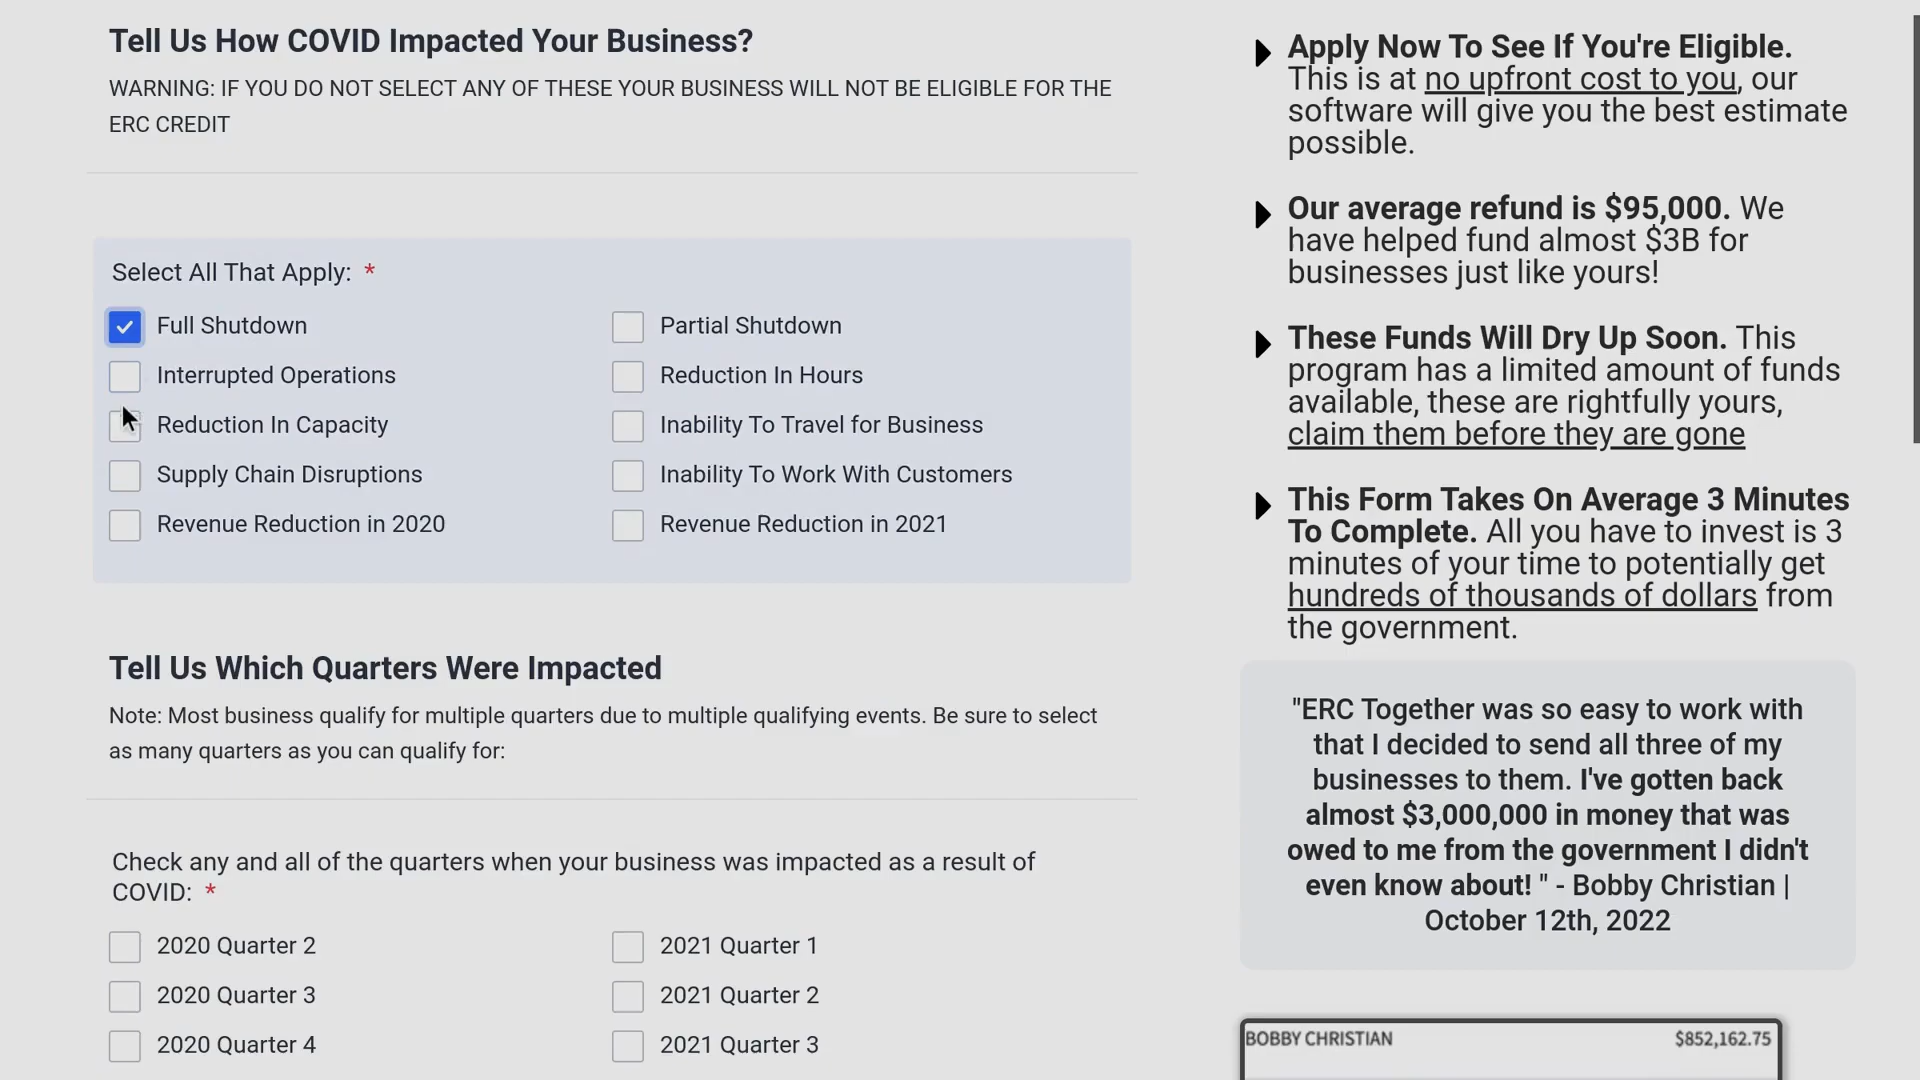 Tell Us How COVID Impacted Your Business?
WARNING: IF YOU DO NOT SELECT ANY OF THESE YOUR BUSINESS WILL NOT BE ELIGIBLE FOR THE
ERC CREDIT
Select All That Apply: *
Full Shutdown
Partial Shutdown
Interrupted Operations
Reduction In Hours
Reduction In Capacity
Inability To Travel for Business
Supply Chain Disruptions
Inability To Work With Customers
Revenue Reduction in 2020
Revenue Reduction in 2021
Tell Us Which Quarters Were Impacted
Note: Most business qualify for multiple quarters due to multiple qualifying events. Be sure to select
as many quarters as you can qualify for:
Check any and all of the quarters when your business was impacted as a result of
COVID: *
2020 Quarter 2
2021 Quarter 1
2020 Quarter 3
2021 Quarter 2
2020 Quarter 4
2021 Quarter 3
Apply Now To See If You're Eligible.
This is at no upfront cost to you, our
software will give you the best estimate
possible.
Our average refund is $95,000. We
have helped fund almost $3B for
businesses just like yours!
These Funds Will Dry Up Soon. This
program has a limited amount of funds
available, these are rightfully yours,
claim them before they are gone
This Form Takes On Average 3 Minutes
To Complete. All you have to invest is 3
minutes of your time to potentially get
hundreds of thousands of dollars from
the government.
"ERC Together was so easy to work with
that I decided to send all three of my
businesses to them. I've gotten back
almost $3,000,000 in money that was
owed to me from the government I didn't
even know about! " - Bobby Christian |
October 12th, 2022
BOBBY CHRISTIAN $852,162.75